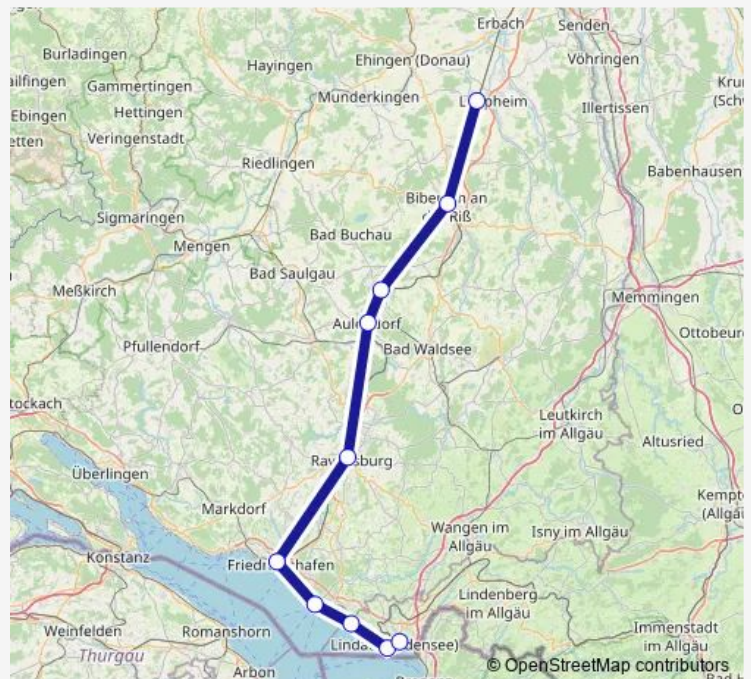 Erbach
Senden
Burladingen
Ehingen (Donau)
Vöhringen
Hayingen
Gammertingen
Munderkingen
Illertissen
Ebingen
Hettingen
Veringenstadt
Riedlingen
Babenhausen
Sigmaringen
Mengen
Bad Buchau
Bad Saulgau
Meßkirch
Memmingen
Pfullendorf
Bad Waldsee
Leutkirch
im Allgäu
Altusried
Überlingen
Markdorf
Wangen im
Allgäu
Isny im Allgäu
Konstanz
Lindenberg
im Allgäu
Weinfelden
Romanshorn
Immenstadt
im Allgäu
Thurgau
Arbon
© OpenStreetMap contributors